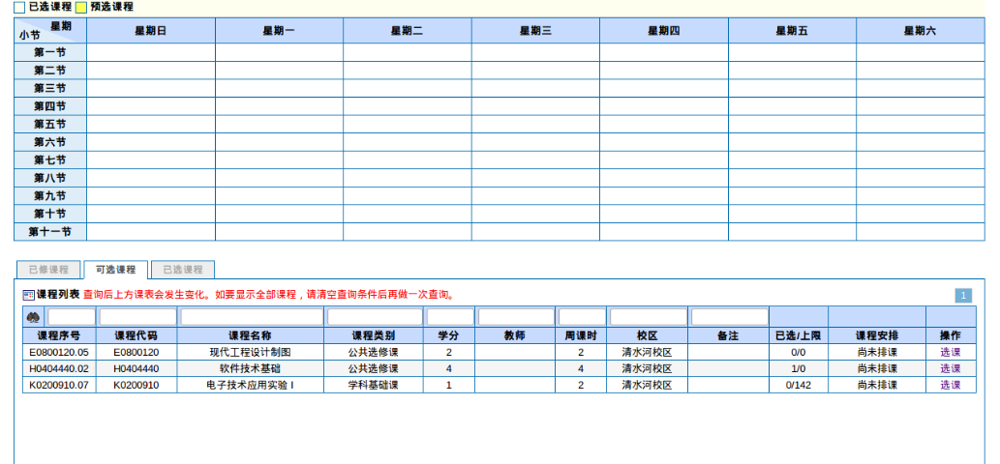 已选课程 预选课程
星期 星期日 星期一 星期二 星期三 星期四 星期五 星期六
小节
第一节
第二节
第三节
第四节
第五节
第六节
第七节
第八节
第九节
第十节
第十一节
已修课程 可选课程 已选课程
课程列表 查询后上方课表会发生变化。如要显示全部课程，请清空查询条件后再做一次查询。 1
课程序号 课程代码 课程名称 课程类别 学分 教师 周课时 校区 备注 已选/上限 课程安排 操作
E0800120.05 E0800120 现代工程设计制图 公共选修课 2 2 清水河校区 0/0 尚未排课 选课
H0404440.02 H0404440 软件技术基础 公共选修课 4 4 清水河校区 1/0 尚未排课 选课
K0200910.07 K0200910 电子技术应用实验 I 学科基础课 1 2 清水河校区 0/142 尚未排课 选课